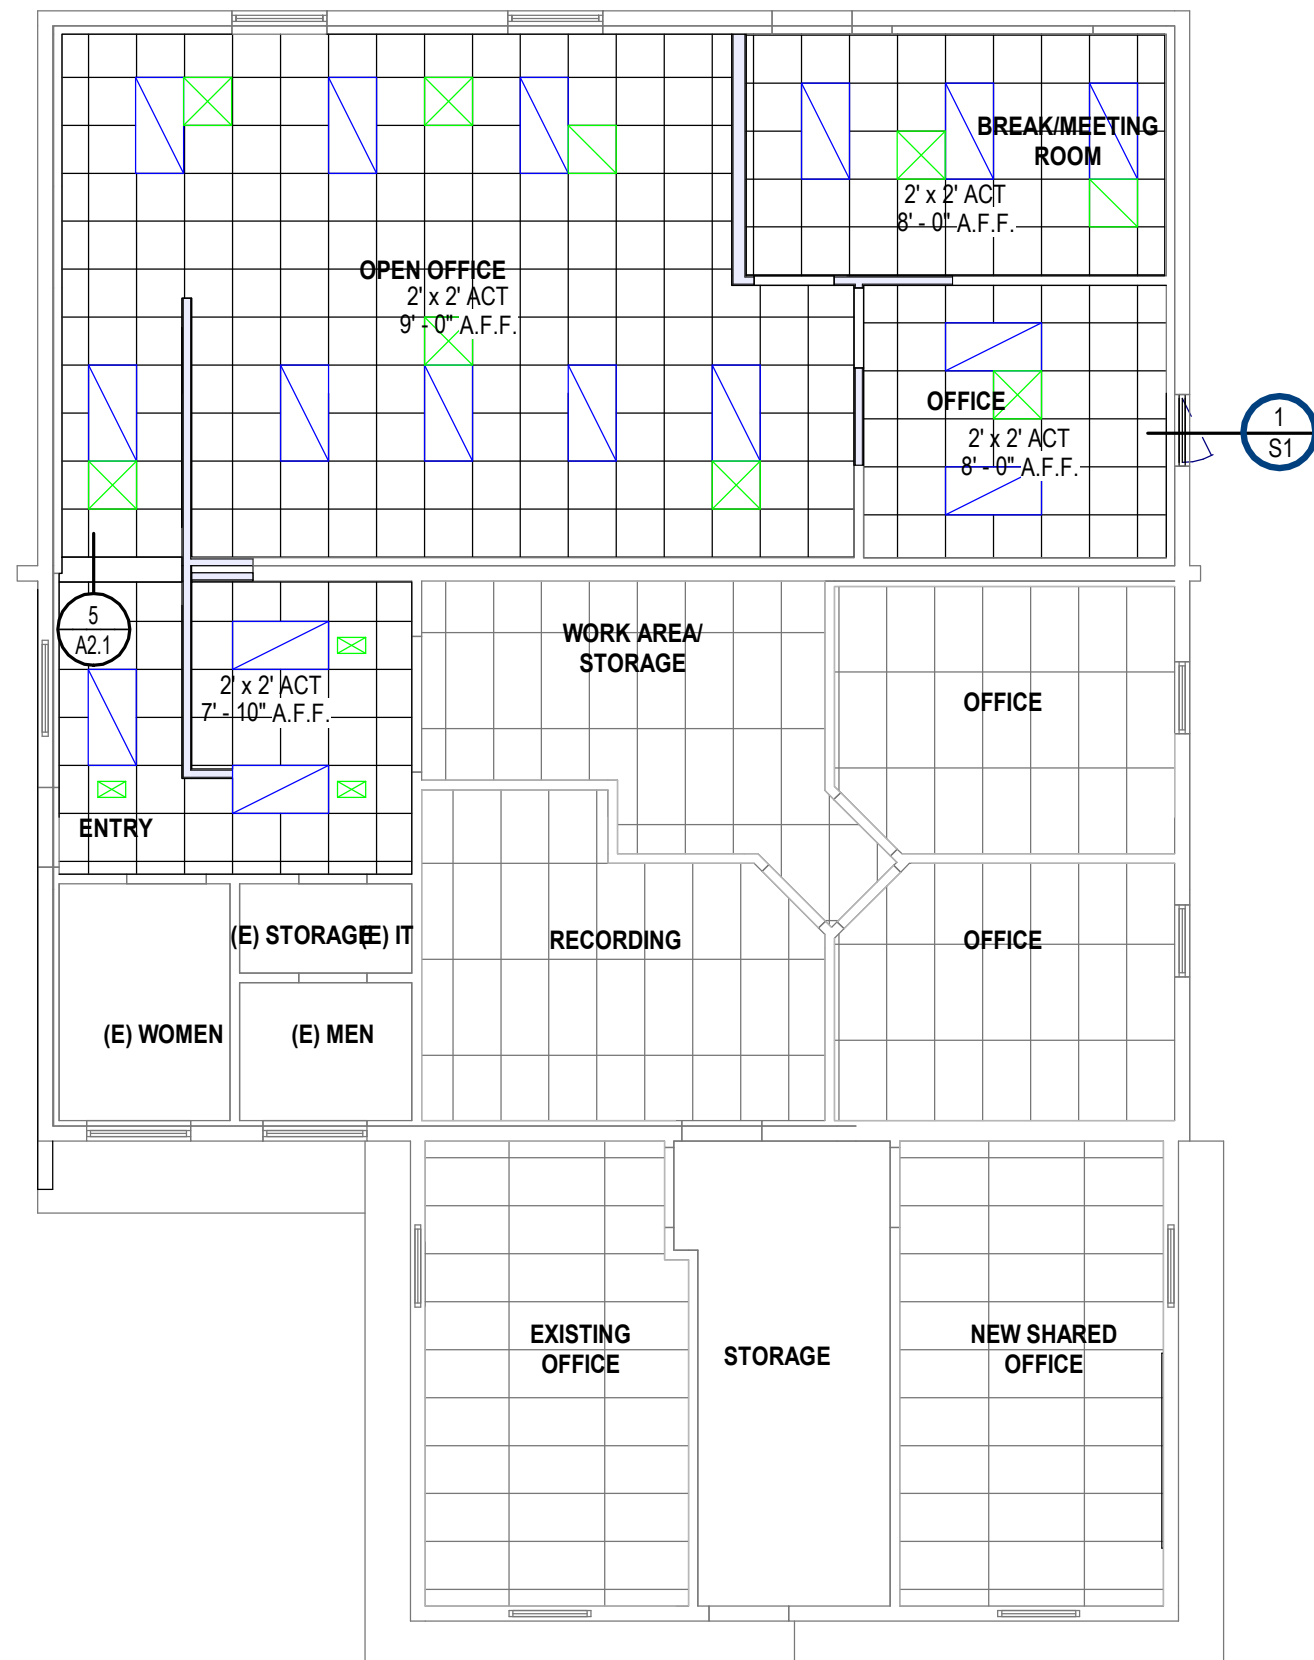 BREAK/MEETING
ROOM
2' x 2' ACT
8' - 0" A.F.F.
OPEN OFFICE
2' x 2' ACT
9' - 0" A.F.F.
OFFICE
2' x 2' ACT
8' - 0" A.F.F.
1
S1
5
A2.1
WORK AREA/
STORAGE
2' x 2' ACT
7' - 10" A.F.F.
OFFICE
ENTRY
(E) STORAGE
(E) IT
RECORDING
OFFICE
(E) WOMEN
(E) MEN
EXISTING
OFFICE
STORAGE
NEW SHARED
OFFICE